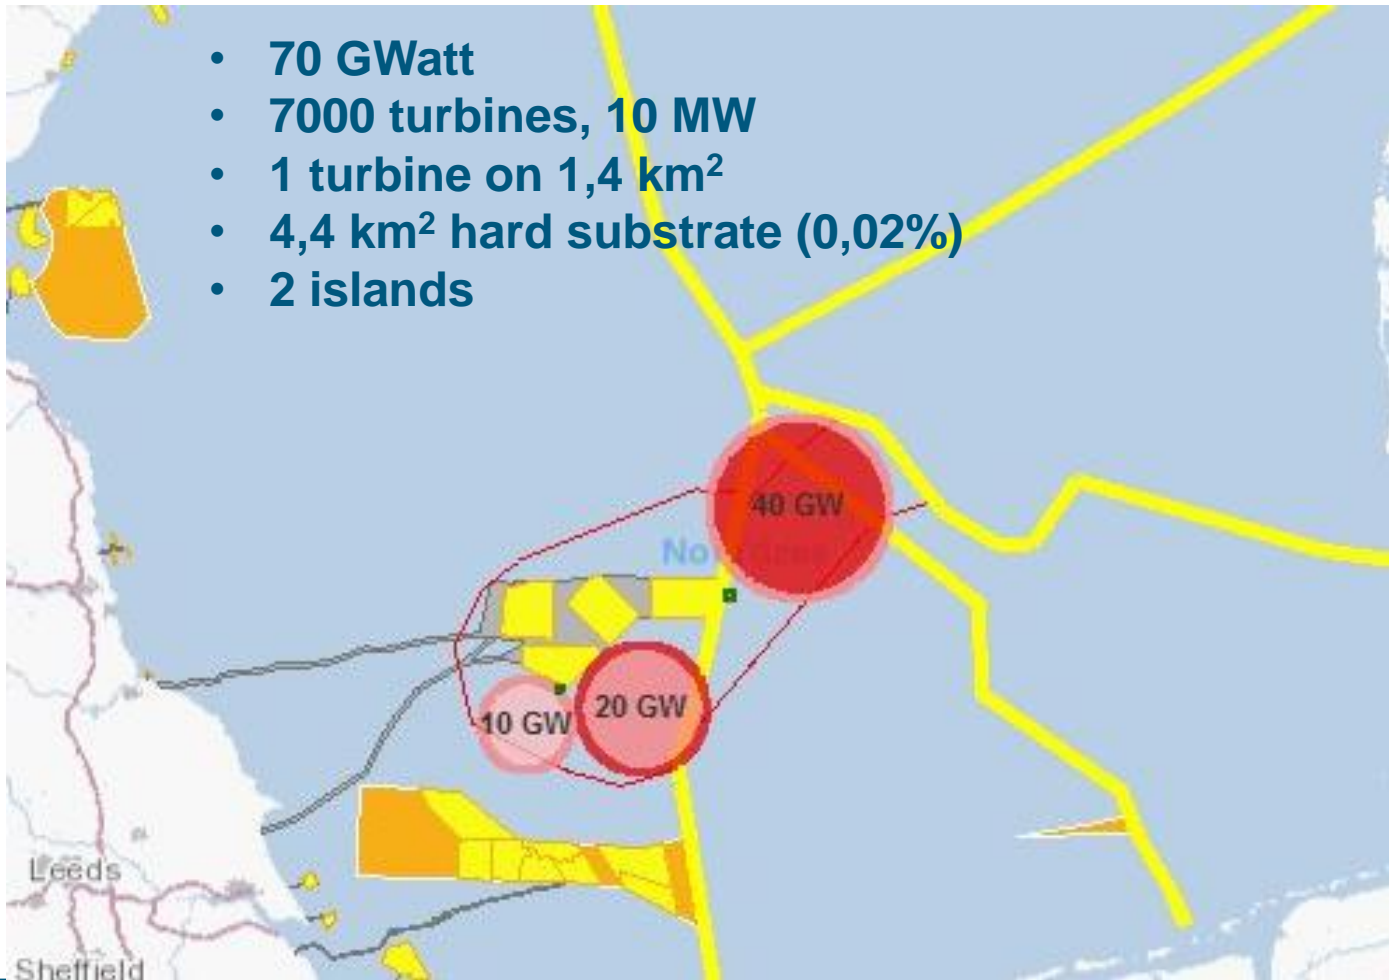 • 70 GWatt
• 7000 turbines, 10 MW
• 1 turbine on 1,4 km²
• 4,4 km² hard substrate (0,02%)
• 2 islands
40 GW
No
20 GW
10 GW
Leeds
Sheffield